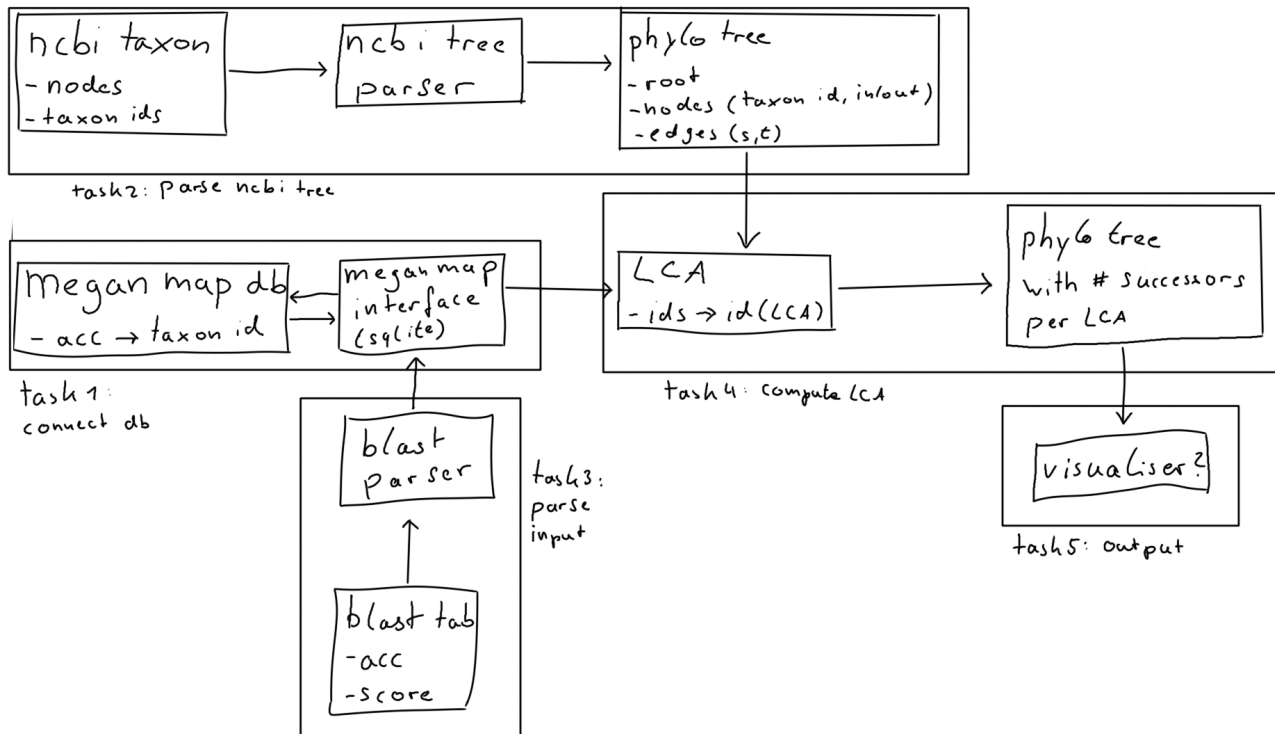 ncbi taxon
- nodes
- taxon ids
ncbi tree
parser
phylo tree
- root
- nodes (taxon id, in/out)
- edges (s,t)
task2: parse ncbi tree
megan map db
- acc → taxon id
megan map
interface
(sqlite)
task 1:
connect db
LCA
- ids → id(LCA)
phylo tree
with # successors
per LCA
task4: compute LCA
blast
parser
task3:
parse
input
blast tab
- acc
- score
visualiser?
task5: output